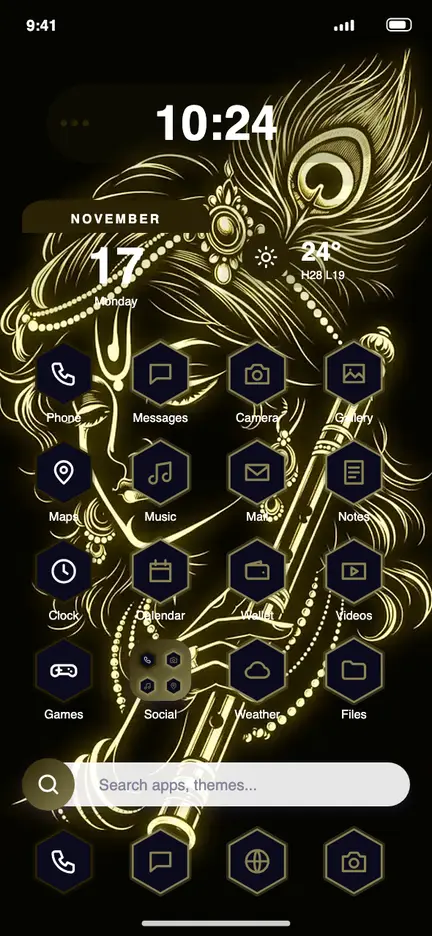 9:41
10:24
NOVEMBER
17
24°
H28 L19
Monday
Phone Messages Camera Gallery
Maps Music Mail Notes
Clock Calendar Wallet Videos
Games Social Weather Files
Search apps, themes...